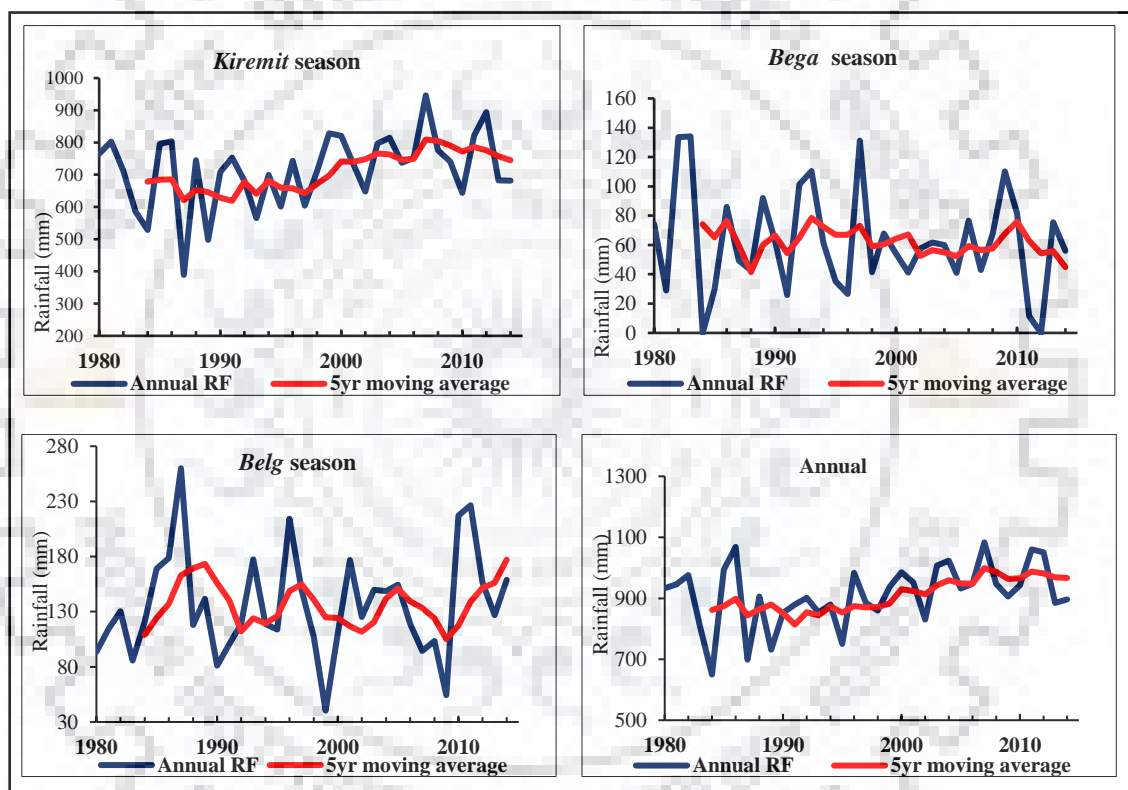 Kiremit season
Rainfall (mm)
1000
900
800
700
600
500
400
300
200
1980 1990 2000 2010
Annual RF 5yr moving average
Bega season
Rainfall (mm)
160
140
120
100
80
60
40
20
0
1980 1990 2000 2010
Annual RF 5yr moving average
Belg season
Rainfall (mm)
280
230
180
130
80
30
1980 1990 2000 2010
Annual RF 5yr moving average
Annual
Rainfall (mm)
1300
1100
900
700
500
1980 1990 2000 2010
Annual RF 5yr moving average